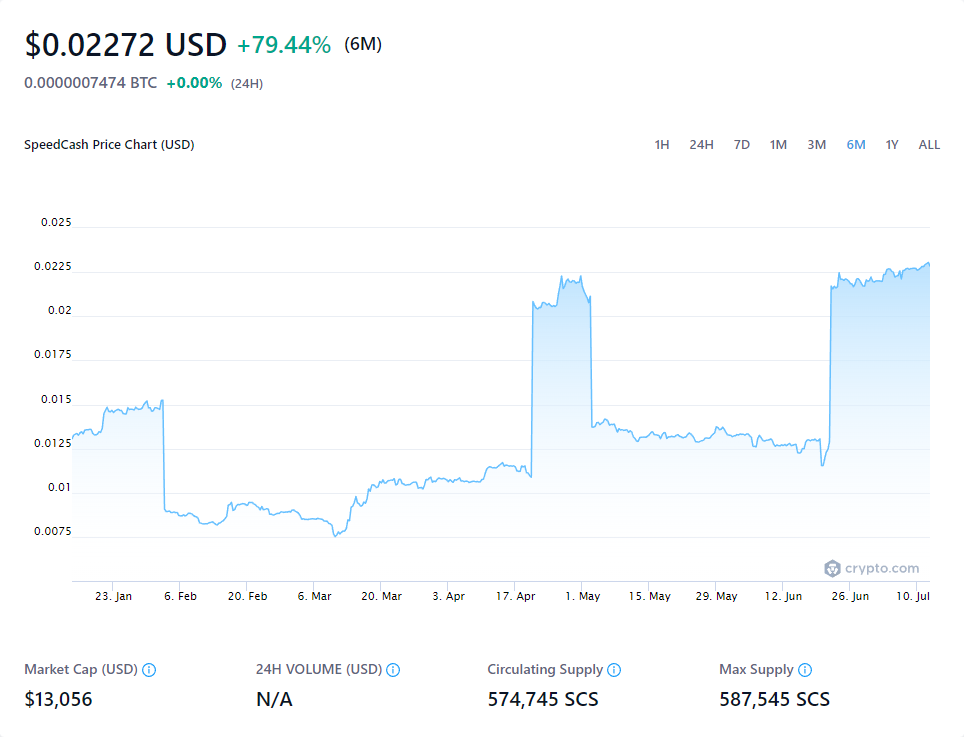 $0.02272 USD +79.44% (6M)
0.0000007474 BTC +0.00% (24H)
SpeedCash Price Chart (USD)
1H 24H 7D 1M 3M 6M 1Y ALL
0.025
0.0225
0.02
0.0175
0.015
0.0125
0.01
0.0075
crypto.com
23. Jan 6. Feb 20. Feb 6. Mar 20. Mar 3. Apr 17. Apr 1. May 15. May 29. May 12. Jun 26. Jun 10. Jul
Market Cap (USD) 24H VOLUME (USD) Circulating Supply Max Supply
$13,056 N/A 574,745 SCS 587,545 SCS